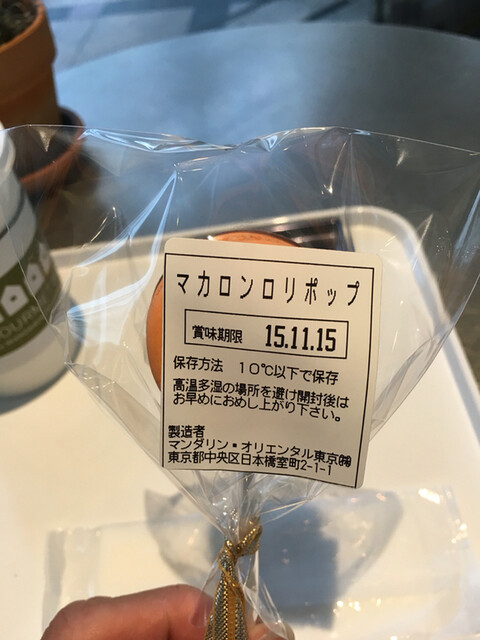 マカロンロリポップ
賞味期限 15.11.15
保存方法 10℃以下で保存
高温多湿の場所を避け開封後は
お早めにおめし上がり下さい。
製造者
マンダリン・オリエンタル東京㈱
東京都中央区日本橋室町2-1-1